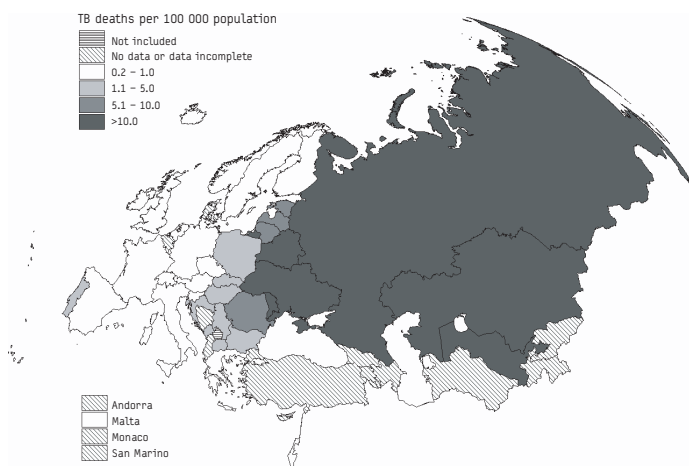 TB deaths per 100 000 population
Not included
No data or data incomplete
0.2 – 1.0
1.1 – 5.0
5.1 – 10.0
>10.0
Andorra
Malta
Monaco
San Marino